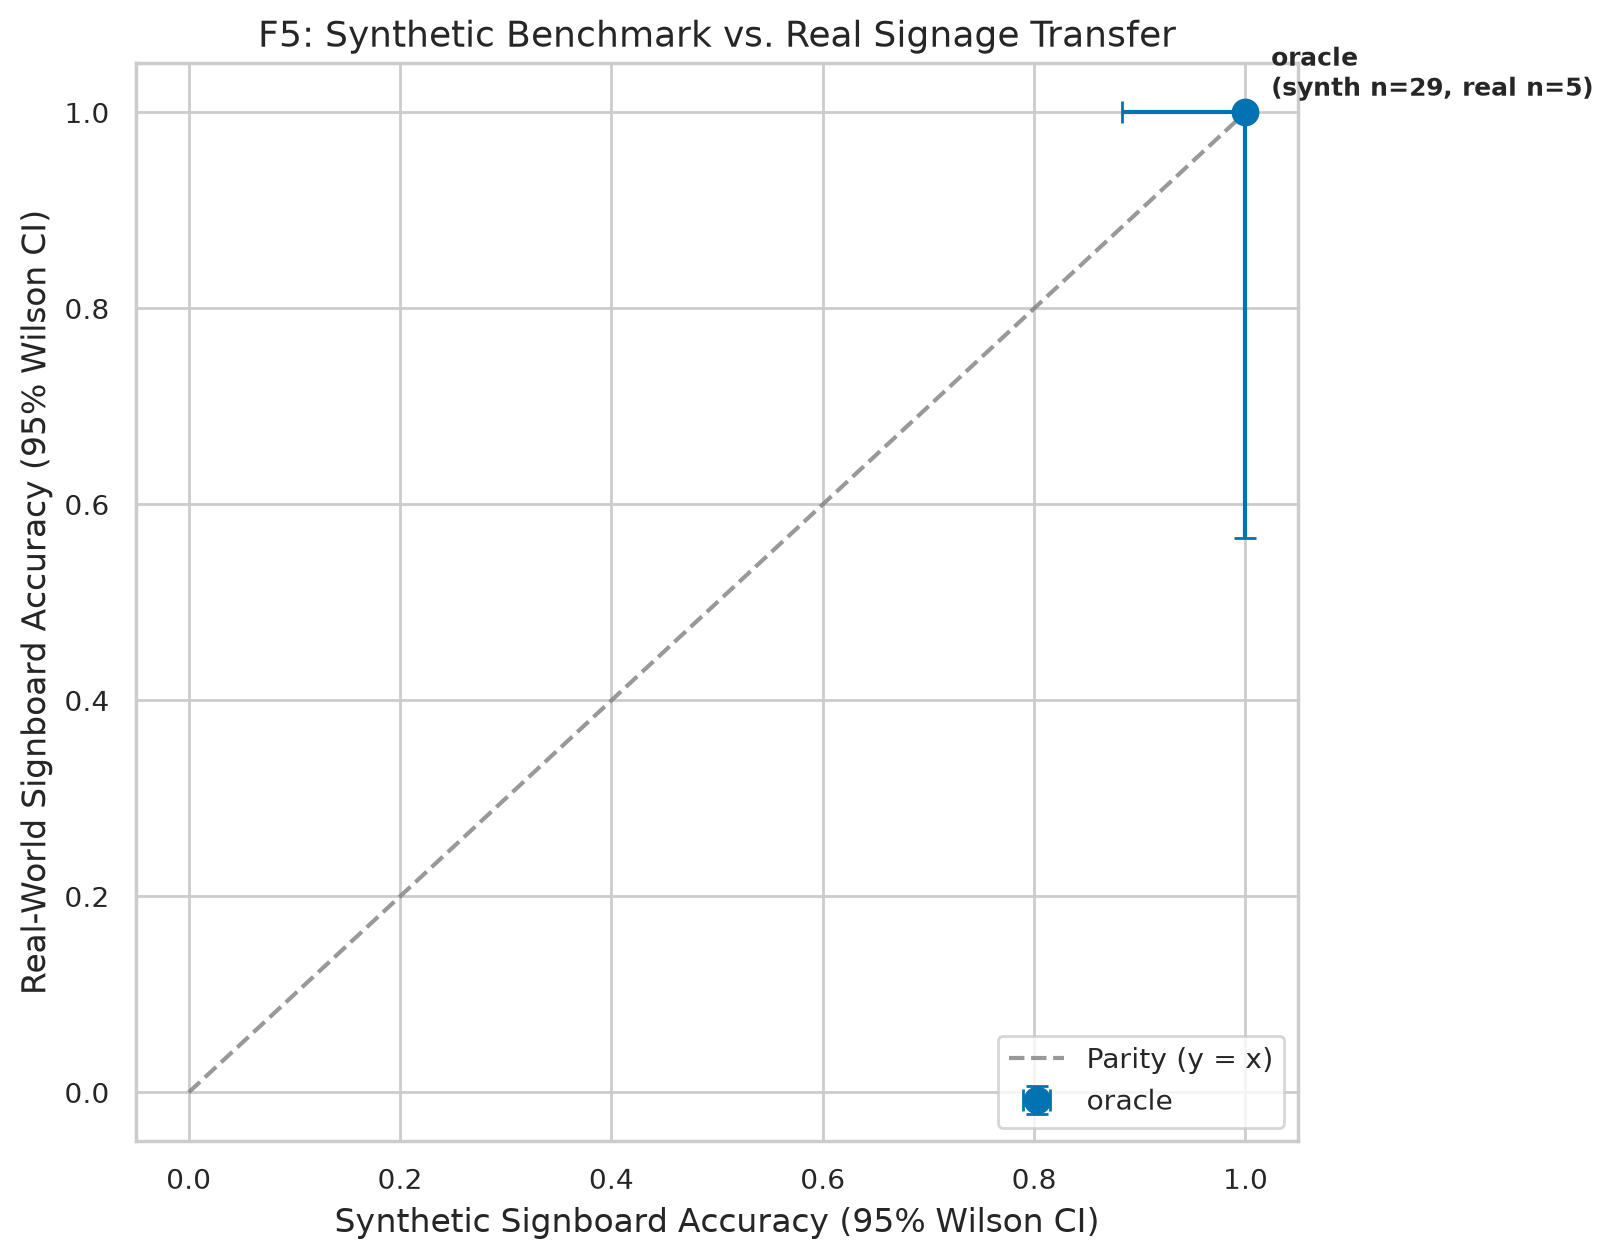 F5: Synthetic Benchmark vs. Real Signage Transfer
oracle
(synth n=29, real n=5)
Real-World Signboard Accuracy (95% Wilson CI)
1.0
0.8
0.6
0.4
0.2
0.0
Parity (y = x)
oracle
0.0 0.2 0.4 0.6 0.8 1.0
Synthetic Signboard Accuracy (95% Wilson CI)